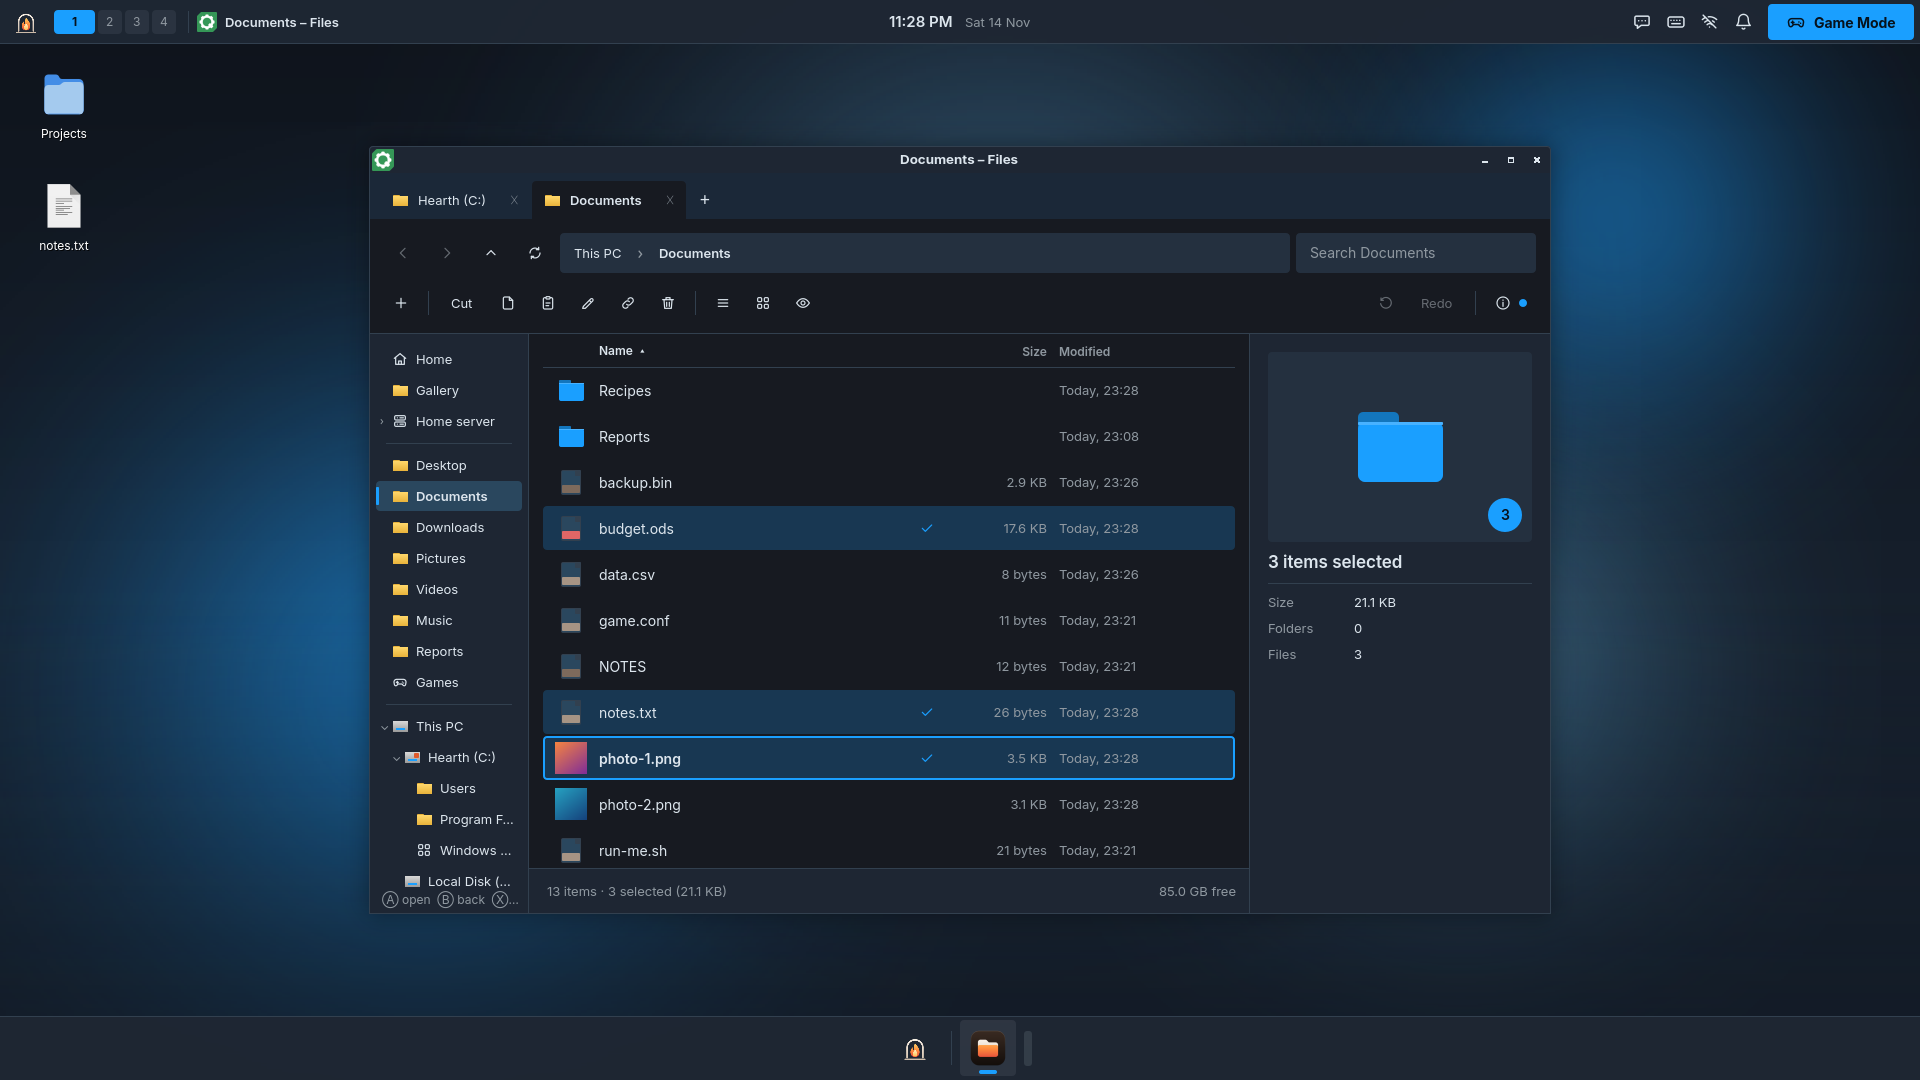 1 2 3 4 Documents – Files 11:28 PM Sat 14 Nov Game Mode
Projects
notes.txt
Documents – Files
Hearth (C:) X Documents X +
This PC › Documents Search Documents
Cut Redo
Home
Gallery
Home server
Desktop
Documents
Downloads
Pictures
Videos
Music
Reports
Games
This PC
Hearth (C:)
Users
Program F...
Windows ...
Local Disk (...
A open B back X...
Name Size Modified
Recipes Today, 23:28
Reports Today, 23:08
backup.bin 2.9 KB Today, 23:26
budget.ods 17.6 KB Today, 23:28
data.csv 8 bytes Today, 23:26
game.conf 11 bytes Today, 23:21
NOTES 12 bytes Today, 23:21
notes.txt 26 bytes Today, 23:28
photo-1.png 3.5 KB Today, 23:28
photo-2.png 3.1 KB Today, 23:28
run-me.sh 21 bytes Today, 23:21
13 items · 3 selected (21.1 KB) 85.0 GB free
3
3 items selected
Size 21.1 KB
Folders 0
Files 3